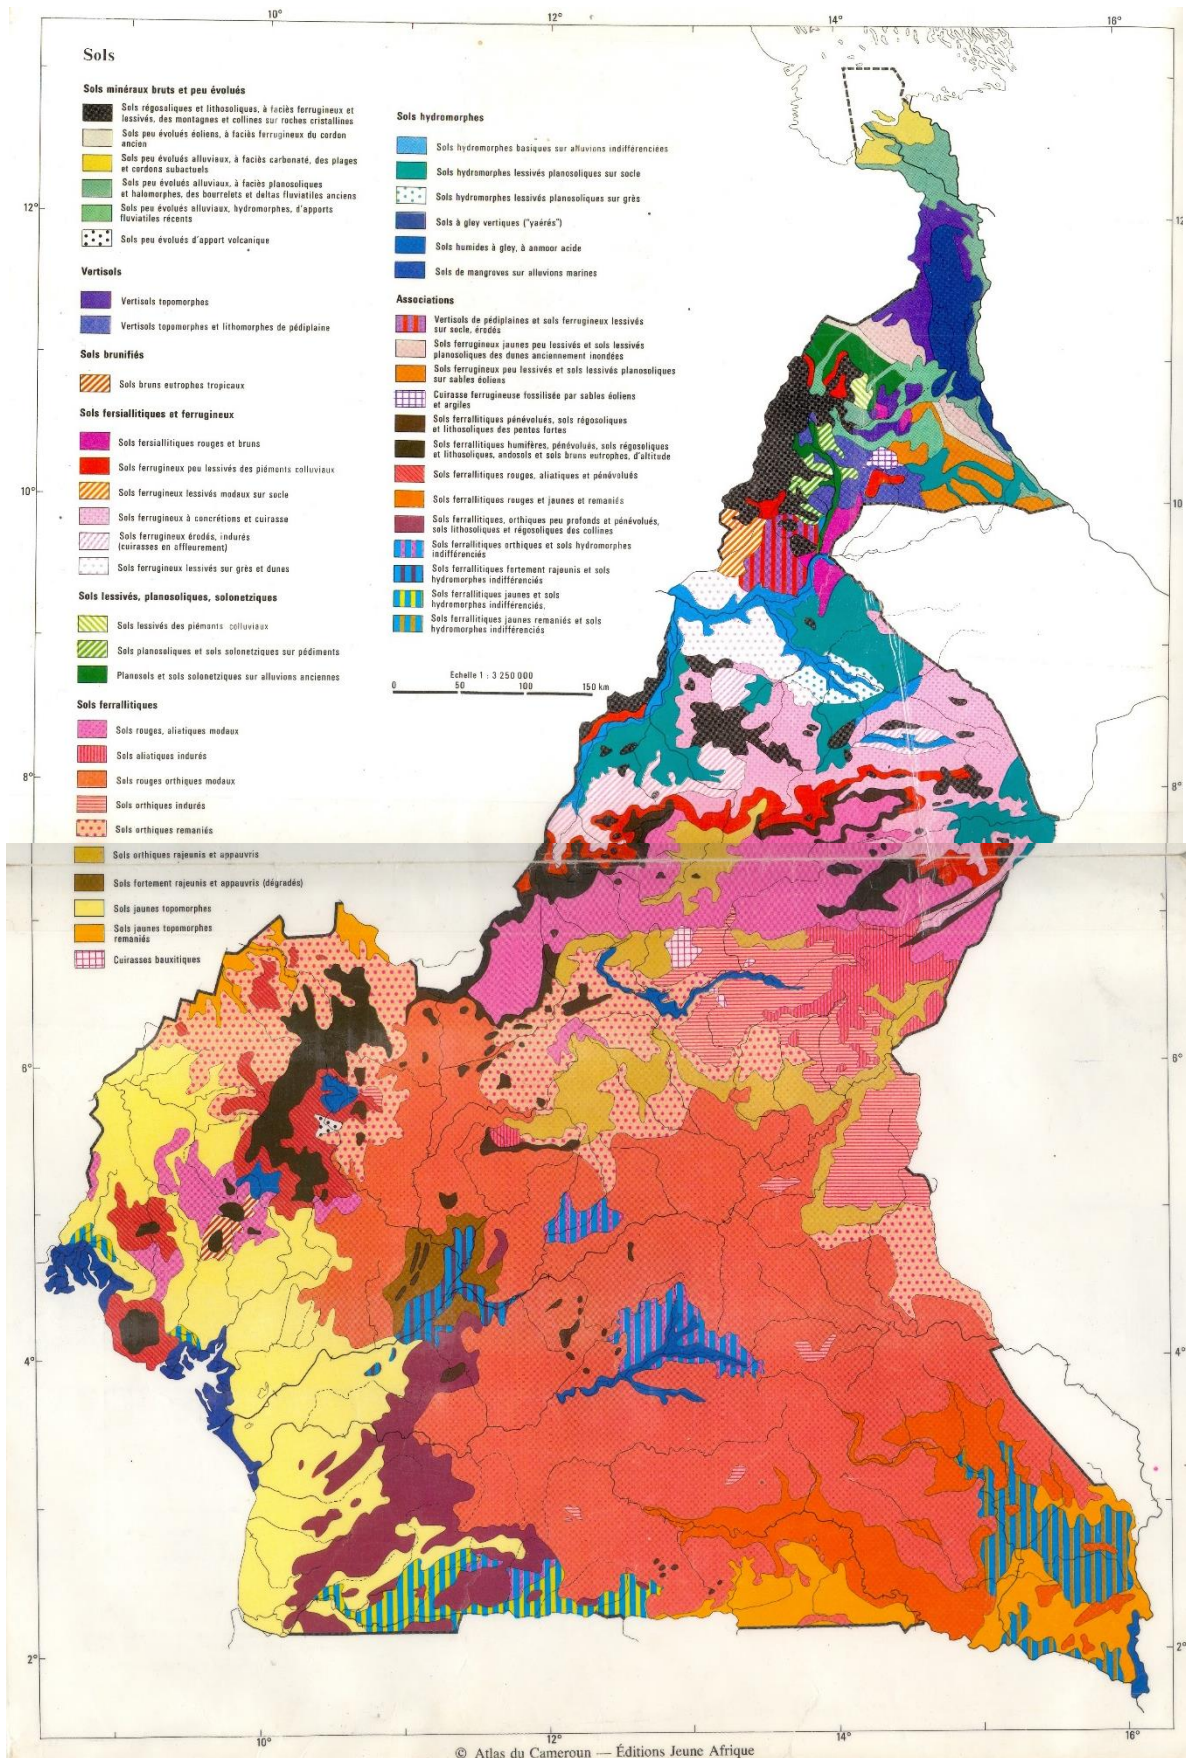 10°
12°
14°
16°
Sols
Sols minéraux bruts et peu évolués
Sols régosoliques et lithosoliques, à faciès ferrugineux et
lessivés, des montagnes et collines sur roches cristallines
Sols peu évolués éoliens, à faciès ferrugineux du cordon
ancien
Sols peu évolués alluviaux, à faciès carbonaté, des plages
et cordons subactuels
Sols peu évolués alluviaux, à faciès planosoliques
et halomorphes, des bourrelets et deltas fluviatiles anciens
Sols peu évolués alluviaux, hydromorphes, d'apports
fluviatiles récents
Sols peu évolués d'apport volcanique
Vertisols
Vertisols topomorphes
Vertisols topomorphes et lithomorphes de pédiplaine
Sols brunifiés
Sols bruns eutrophes tropicaux
Sols fersiallitiques et ferrugineux
Sols fersiallitiques rouges et bruns
Sols ferrugineux peu lessivés des piémonts colluviaux
Sols ferrugineux lessivés modaux sur socle
Sols ferrugineux à concrétions et cuirasse
Sols ferrugineux érodés, indurés
(cuirasses en affleurement)
Sols ferrugineux lessivés sur grès et dunes
Sols lessivés, planosoliques, solonetziques
Sols lessivés des piémonts colluviaux
Sols planosoliques et sols solonetziques sur pédiments
Planosols et sols solonetziques sur alluvions anciennes
Sols ferrallitiques
Sols rouges, aliatiques modaux
Sols aliatiques indurés
Sols rouges orthiques modaux
Sols orthiques indurés
Sols orthiques remaniés
Sols orthiques rajeunis et appauvris
Sols fortement rajeunis et appauvris (dégradés)
Sols jaunes topomorphes
Sols jaunes topomorphes
remaniés
Cuirasses bauxitiques
Sols hydromorphes
Sols hydromorphes basiques sur alluvions indifférenciées
Sols hydromorphes lessivés planosoliques sur socle
Sols hydromorphes lessivés planosoliques sur grès
Sols à gley vertiques ("yaérés")
Sols humides à gley, à anmoor acide
Sols de mangroves sur alluvions marines
Associations
Vertisols de pédiplaines et sols ferrugineux lessivés
sur socle, érodés
Sols ferrugineux jaunes peu lessivés et sols lessivés
planosoliques des dunes anciennement inondées
Sols ferrugineux peu lessivés et sols lessivés planosoliques
sur sables éoliens
Cuirasse ferrugineuse fossilisée par sables éoliens
et argiles
Sols ferrallitiques pénévolués, sols régosoliques
et lithosoliques des pentes fortes
Sols ferrallitiques humifères, pénévolués, sols régosoliques
et lithosoliques, andosols et sols bruns eutrophes, d'altitude
Sols ferrallitiques rouges, aliatiques et pénévolués
Sols ferrallitiques rouges et jaunes et remaniés
Sols ferrallitiques, orthiques peu profonds et pénévolués,
sols lithosoliques et régosoliques des collines
Sols ferrallitiques orthiques et sols hydromorphes
indifférenciés
Sols ferrallitiques fortement rajeunis et sols
hydromorphes indifférenciés
Sols ferrallitiques jaunes et sols
hydromorphes indifférenciés,
Sols ferrallitiques jaunes remaniés et sols
hydromorphes indifférenciés
Echelle 1 : 3 250 000
0 50 100 150 km
12°
12
10°
10
8°
8°
6°
6°
4°
4°
2°
2°
10°
12°
14°
16°
© Atlas du Cameroun — Éditions Jeune Afrique